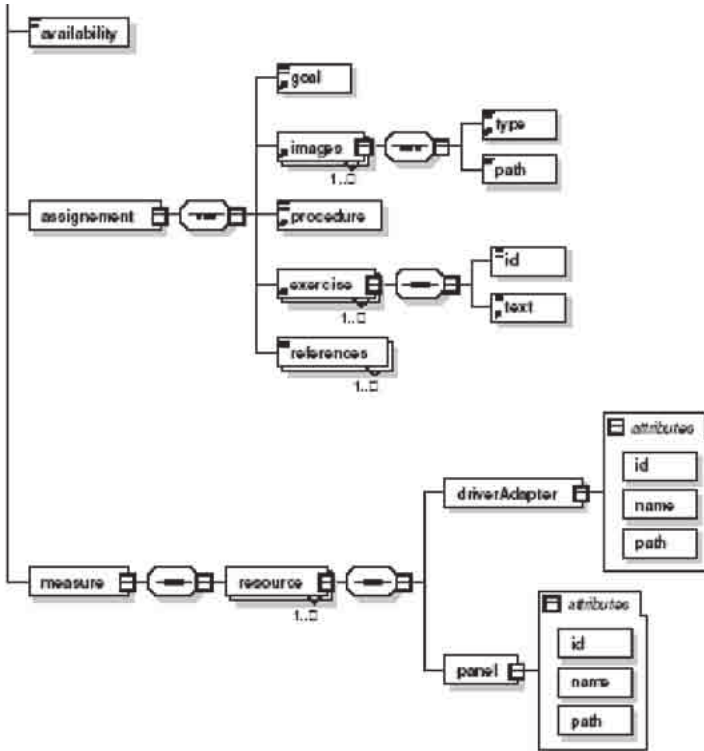 availability
goal
images
1..□
type
path
assignement
procedure
exercise
1..□
id
text
references
1..□
attributes
driverAdapter
id
name
path
measure
resource
1..□
attributes
panel
id
name
path